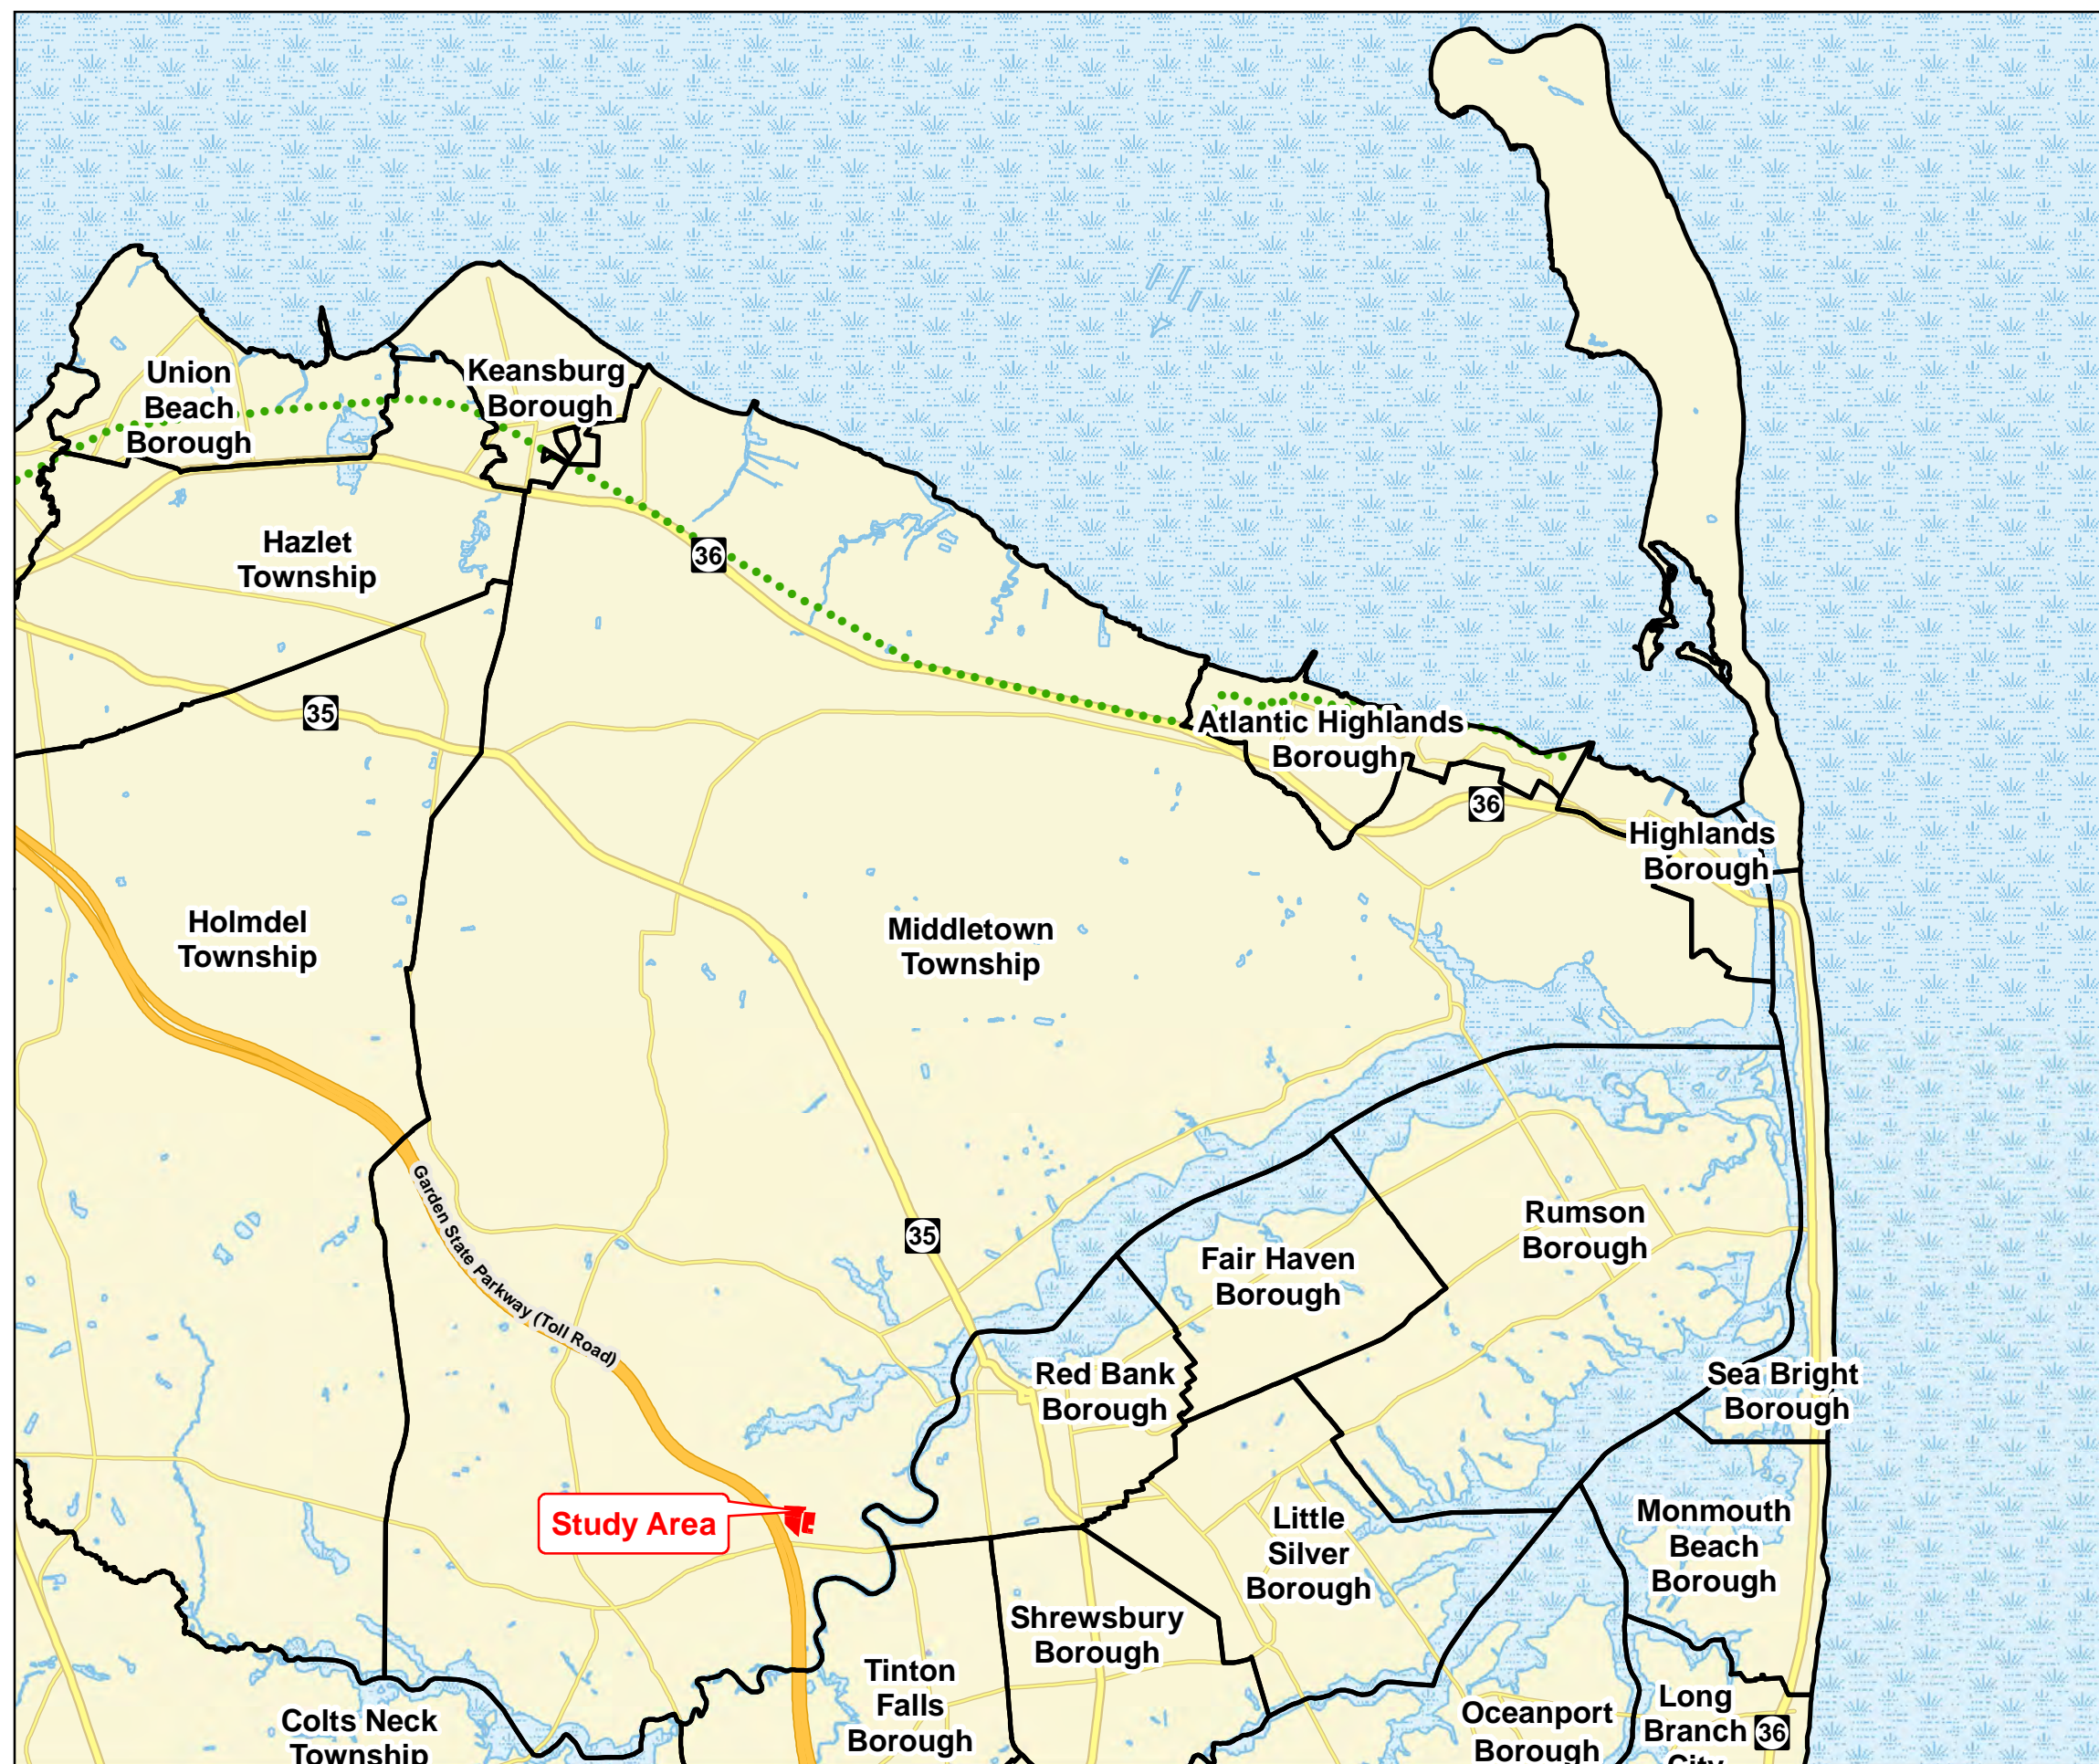 Union
Beach
Borough
Keansburg
Borough
Hazlet
Township
36
35
Atlantic Highlands
Borough
36
Highlands
Borough
Holmdel
Township
Middletown
Township
Garden State Parkway (Toll Road)
35
Rumson
Borough
Fair Haven
Borough
Red Bank
Borough
Sea Bright
Borough
Study Area
Little
Silver
Borough
Monmouth
Beach
Borough
Shrewsbury
Borough
Tinton
Falls
Borough
Colts Neck
Township
Oceanport
Borough
Long
Branch
City
36